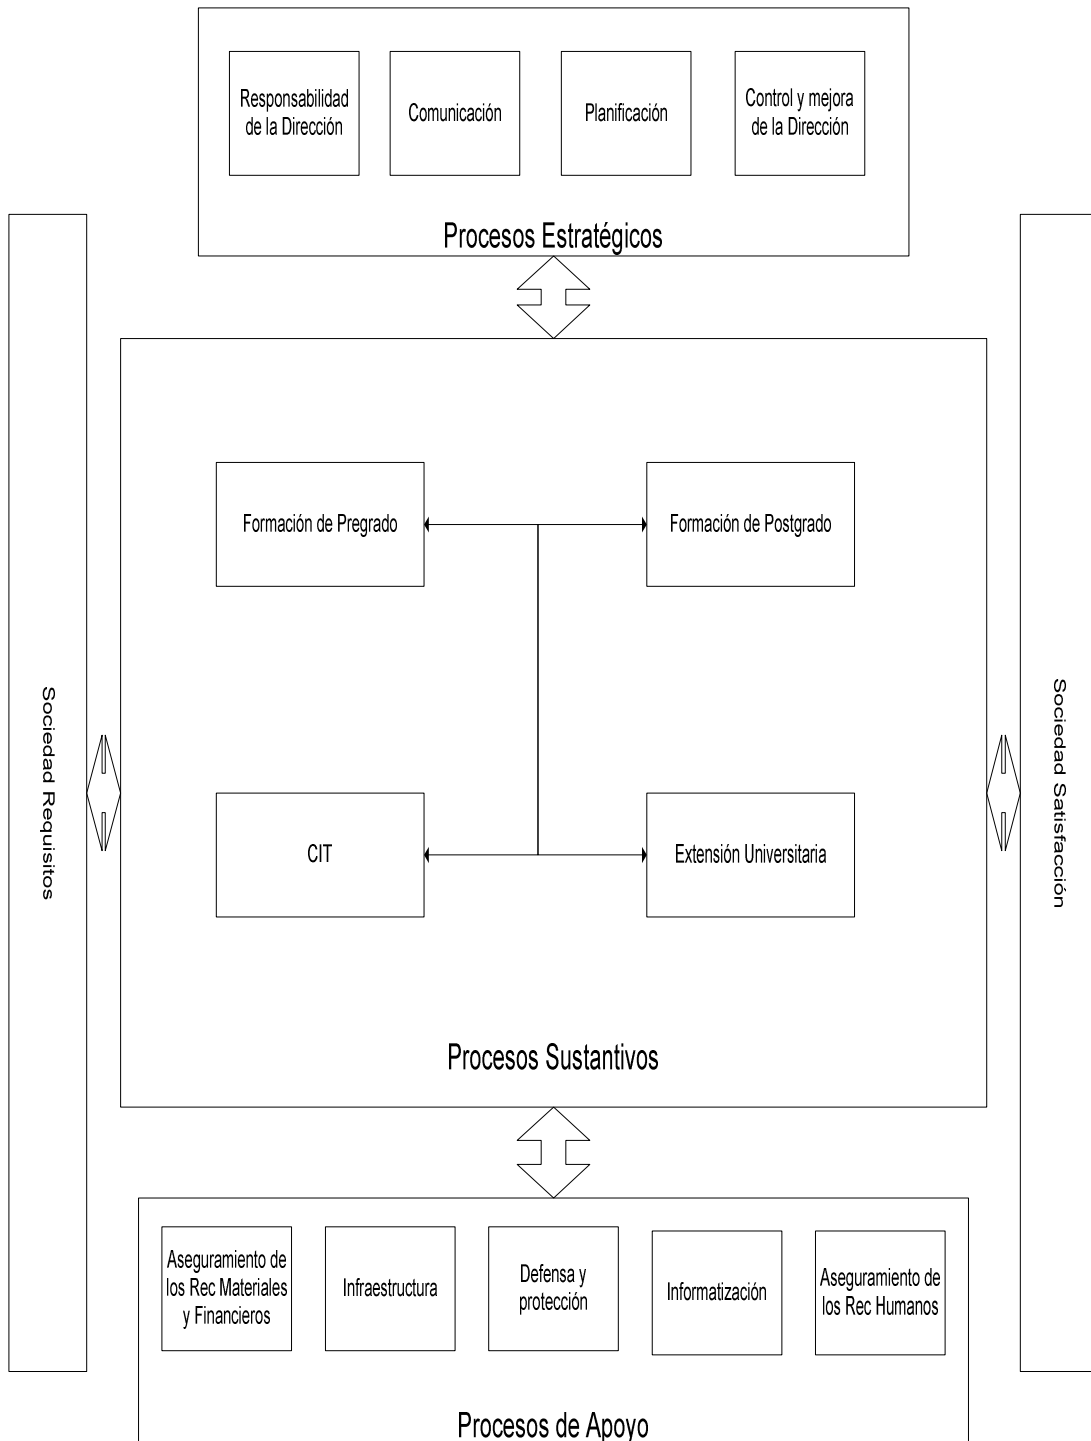 Responsabilidad
de la Dirección
Comunicación
Planificación
Control y mejora
de la Dirección
Procesos Estratégicos
Sociedad Requisitos
Formación de Pregrado
Formación de Postgrado
CIT
Extensión Universitaria
Procesos Sustantivos
Sociedad Satisfacción
Aseguramiento de
los Rec Materiales
y Financieros
Infraestructura
Defensa y
protección
Informatización
Aseguramiento de
los Rec Humanos
Procesos de Apoyo